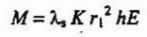 M = λₛ K r₁² hE